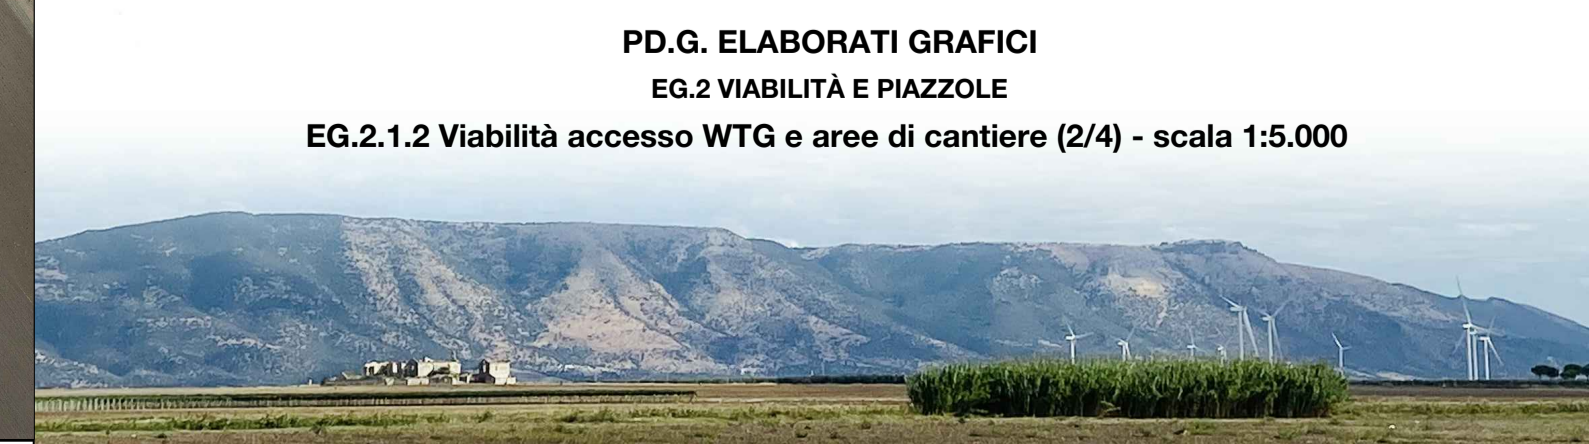 PD.G. ELABORATI GRAFICI
EG.2 VIABILITÀ E PIAZZOLE
EG.2.1.2 Viabilità accesso WTG e aree di cantiere (2/4) - scala 1:5.000